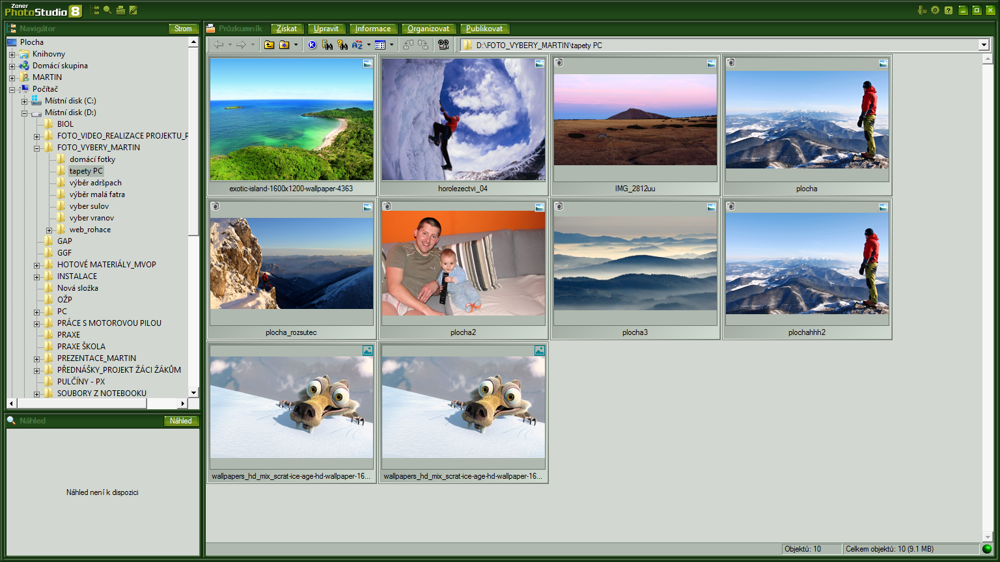 Zoner
PhotoStudio 8
Navigátor
Strom
Plocha
Knihovny
Domácí skupina
MARTIN
Počítač
Místní disk (C:)
Místní disk (D:)
BIOL
FOTO_VIDEO_REALIZACE PROJEKTU_P
FOTO_VYBERY_MARTIN
domácí fotky
tapety PC
výběr adršpach
výběr malá fatra
vyber sulov
vyber vranov
web_rohace
GAP
GGF
HOTOVÉ MATERIÁLY_MVOP
INSTALACE
Nová složka
OŽP
PC
PRÁCE S MOTOROVOU PILOU
PRAXE
PRAXE ŠKOLA
PREZENTACE_MARTIN
PŘEDNÁŠKY_PROJEKT ŽÁCI ŽÁKŮM
PULČÍNY - PX
SOUBORY Z NOTEBOOKU
Náhled
Náhled
Náhled není k dispozici
Průzkumník
Získat
Upravit
Informace
Organizovat
Publikovat
D:\FOTO_VYBERY_MARTIN\tapety PC
exotic-island-1600x1200-wallpaper-4363
horolezectvi_04
IMG_2812uu
plocha
plocha_rozsutec
plocha2
plocha3
plochahhh2
wallpapers_hd_mix_scrat-ice-age-hd-wallpaper-16...
wallpapers_hd_mix_scrat-ice-age-hd-wallpaper-16...
Objektů: 10
Celkem objektů: 10 (9.1 MB)